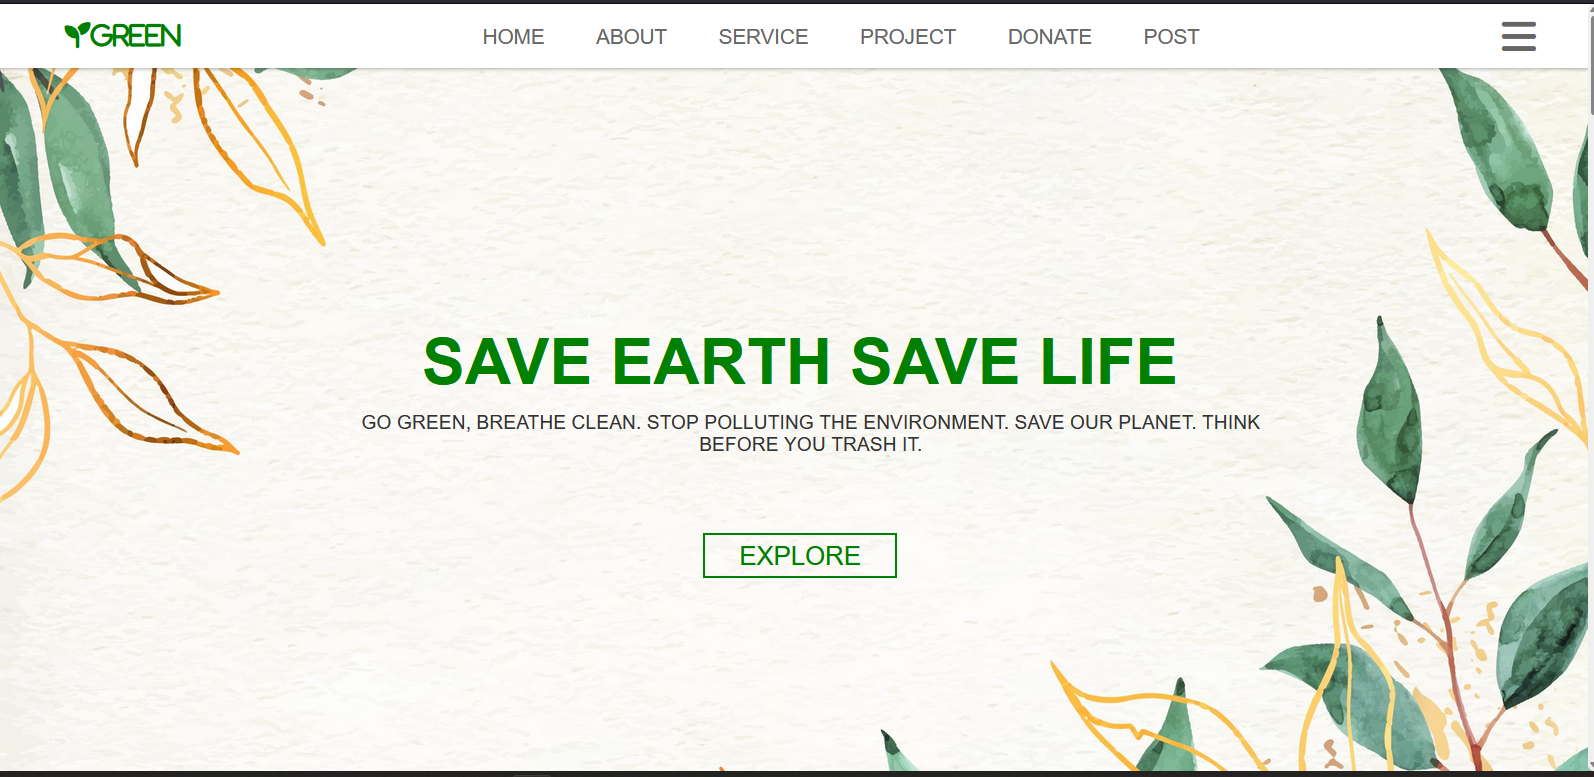 GREEN
HOME ABOUT SERVICE PROJECT DONATE POST
SAVE EARTH SAVE LIFE
GO GREEN, BREATHE CLEAN. STOP POLLUTING THE ENVIRONMENT. SAVE OUR PLANET. THINK
BEFORE YOU TRASH IT.
EXPLORE